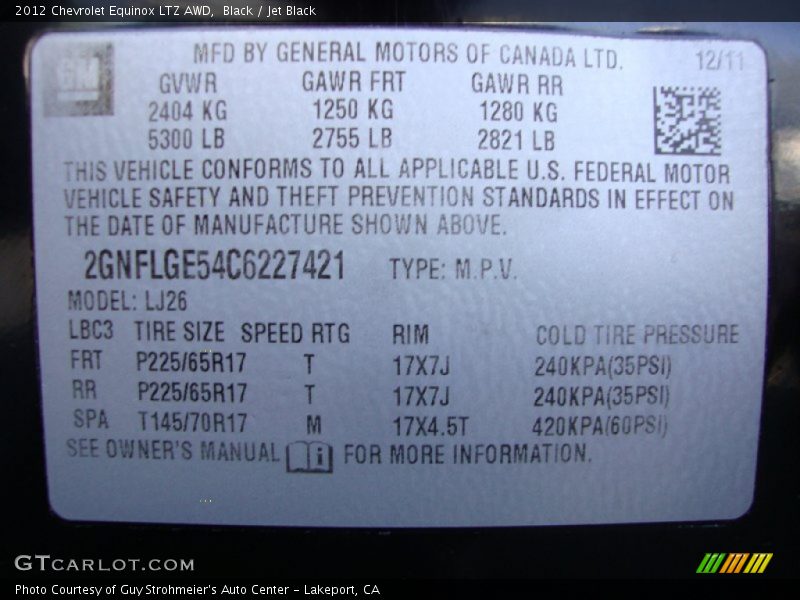 2012 Chevrolet Equinox LTZ AWD,  Black / Jet Black
MFD BY GENERAL MOTORS OF CANADA LTD. 12/11
GM
GVWR GAWR FRT GAWR RR
2404 KG 1250 KG 1280 KG
5300 LB 2755 LB 2821 LB
THIS VEHICLE CONFORMS TO ALL APPLICABLE U.S. FEDERAL MOTOR
VEHICLE SAFETY AND THEFT PREVENTION STANDARDS IN EFFECT ON
THE DATE OF MANUFACTURE SHOWN ABOVE.
2GNFLGE54C6227421 TYPE: M.P.V.
MODEL: LJ26
LBC3 TIRE SIZE SPEED RTG RIM COLD TIRE PRESSURE
FRT P225/65R17 T 17X7J 240KPA(35PSI)
RR P225/65R17 T 17X7J 240KPA(35PSI)
SPA T145/70R17 M 17X4.5T 420KPA(60PSI)
SEE OWNER'S MANUAL i FOR MORE INFORMATION.
GTCARLOT.COM
Photo Courtesy of Guy Strohmeier's Auto Center - Lakeport, CA